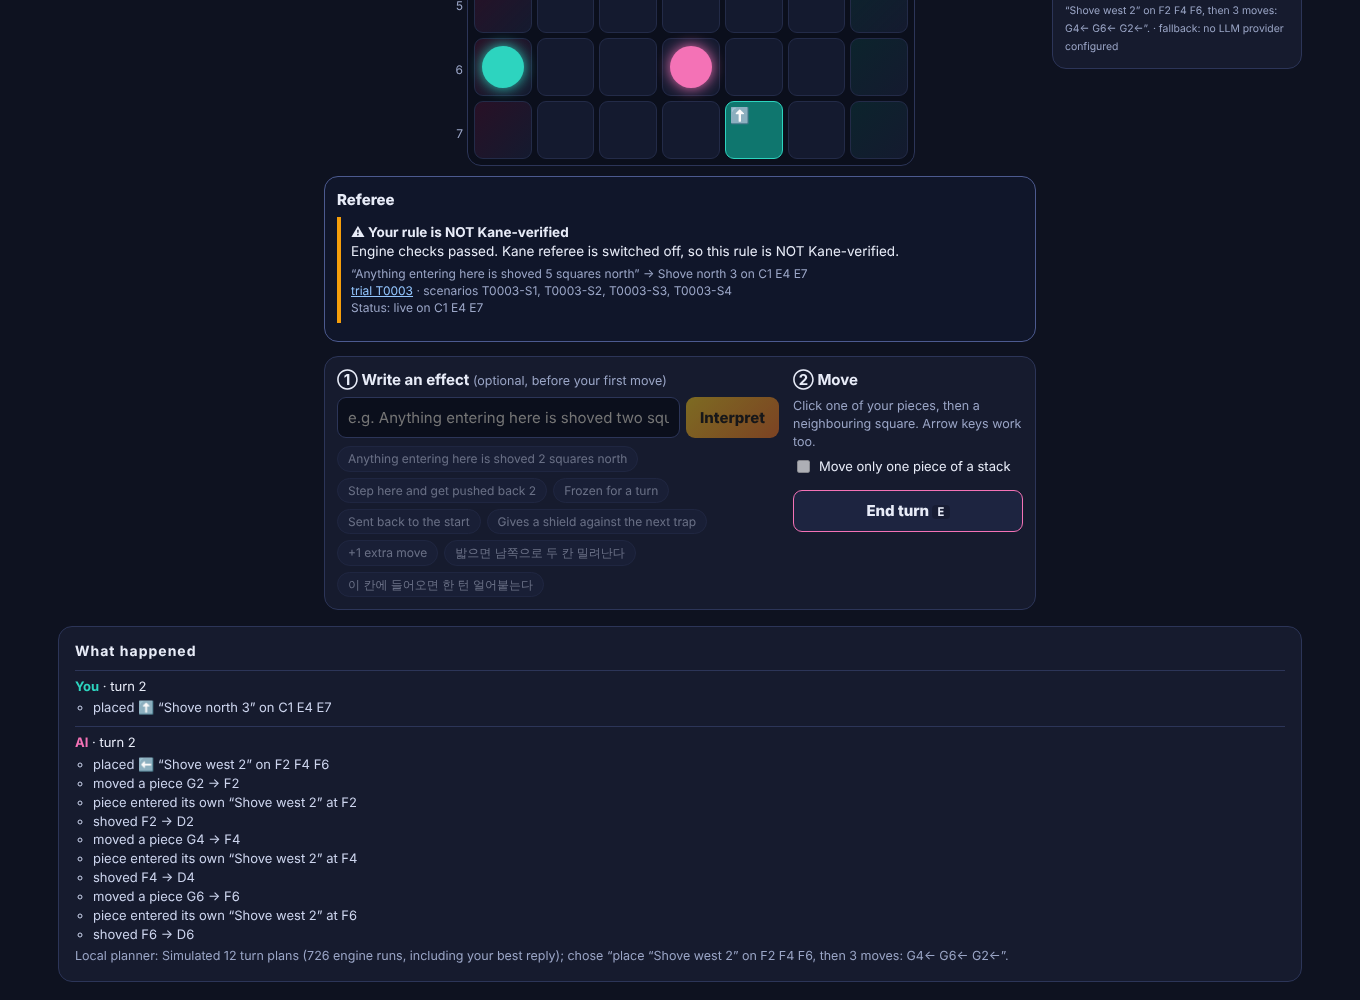 5
“Shove west 2” on F2 F4 F6, then 3 moves:
G4← G6← G2←”. · fallback: no LLM provider
configured
6
7
⬆️
Referee
⚠ Your rule is NOT Kane-verified
Engine checks passed. Kane referee is switched off, so this rule is NOT Kane-verified.
“Anything entering here is shoved 5 squares north” → Shove north 3 on C1 E4 E7
trial T0003 · scenarios T0003-S1, T0003-S2, T0003-S3, T0003-S4
Status: live on C1 E4 E7
① Write an effect (optional, before your first move)
e.g. Anything entering here is shoved two squ
Interpret
Anything entering here is shoved 2 squares north
Step here and get pushed back 2
Frozen for a turn
Sent back to the start
Gives a shield against the next trap
+1 extra move
밟으면 남쪽으로 두 칸 밀려난다
이 칸에 들어오면 한 턴 얼어붙는다
② Move
Click one of your pieces, then a
neighbouring square. Arrow keys work
too.
Move only one piece of a stack
End turn E
What happened
You · turn 2
placed ⬆️ “Shove north 3” on C1 E4 E7
AI · turn 2
placed ⬅️ “Shove west 2” on F2 F4 F6
moved a piece G2 → F2
piece entered its own “Shove west 2” at F2
shoved F2 → D2
moved a piece G4 → F4
piece entered its own “Shove west 2” at F4
shoved F4 → D4
moved a piece G6 → F6
piece entered its own “Shove west 2” at F6
shoved F6 → D6
Local planner: Simulated 12 turn plans (726 engine runs, including your best reply); chose “place “Shove west 2” on F2 F4 F6, then 3 moves: G4← G6← G2←”.